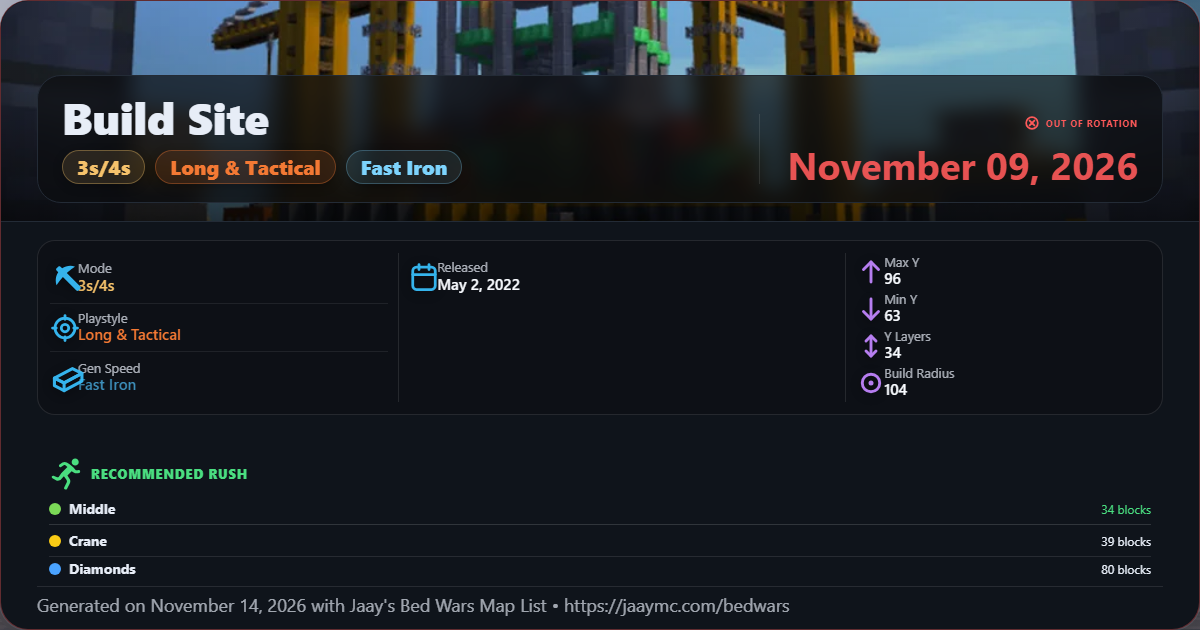 Build Site
3s/4s
Long & Tactical
Fast Iron
OUT OF ROTATION
November 09, 2026
Mode
3s/4s
Playstyle
Long & Tactical
Gen Speed
Fast Iron
Released
May 2, 2022
Max Y
96
Min Y
63
Y Layers
34
Build Radius
104
RECOMMENDED RUSH
Middle 34 blocks
Crane 39 blocks
Diamonds 80 blocks
Generated on November 14, 2026 with Jaay's Bed Wars Map List • https://jaaymc.com/bedwars